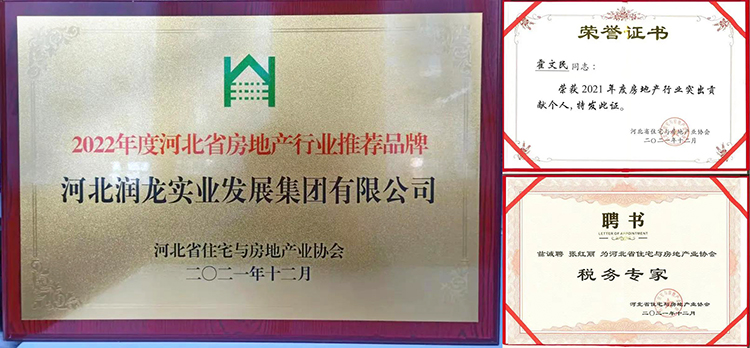 2022年度河北省房地产行业推荐品牌
河北润龙实业发展集团有限公司
河北省住宅与房地产业协会
二〇二一年十二月
荣誉证书
霍文民 同志：
荣获2021年度房地产行业突出贡
献个人，特发此证。
河北省住宅与房地产业协会
二〇二一年十二月
聘书
LETTER OF APPOINTMENT
兹诚聘 张红丽 为河北省住宅与房地产业协会
税务专家
河北省住宅与房地产业协会
二〇二一年十二月